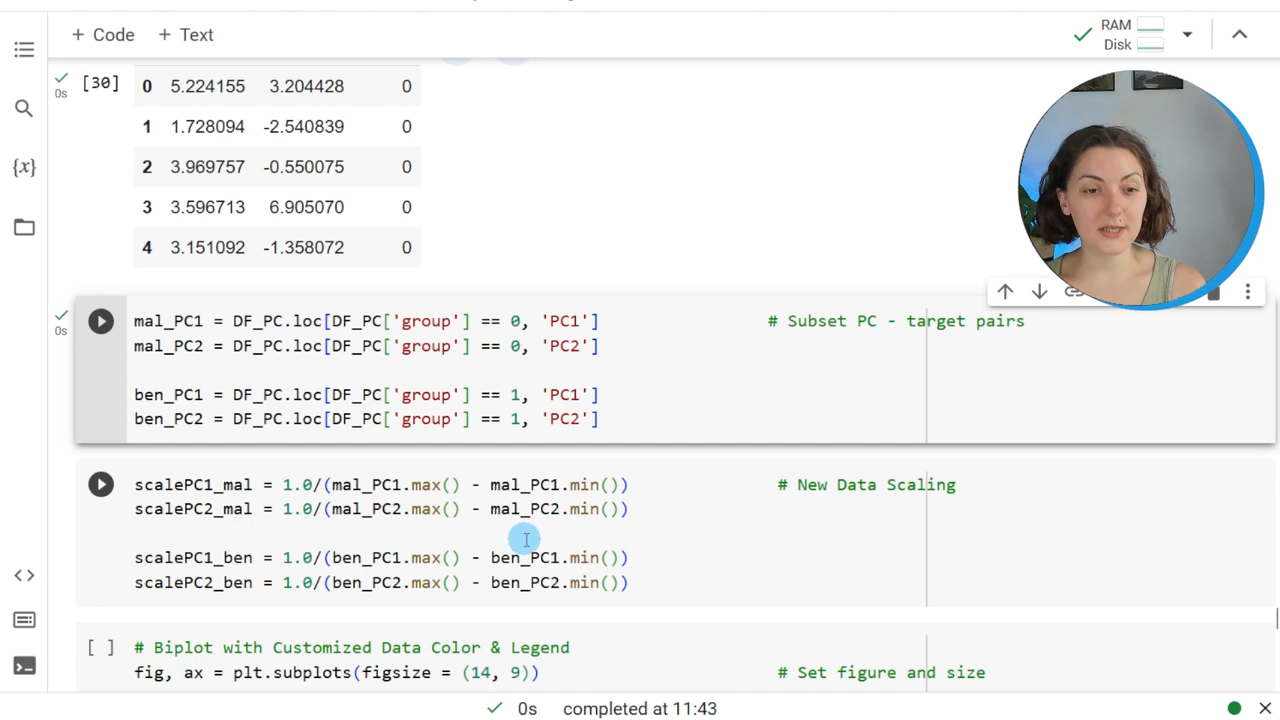 + Code + Text
RAM
Disk
[30]
0s
0 5.224155 3.204428 0
1 1.728094 -2.540839 0
2 3.969757 -0.550075 0
3 3.596713 6.905070 0
4 3.151092 -1.358072 0
{x}
0s
mal_PC1 = DF_PC.loc[DF_PC['group'] == 0, 'PC1'] # Subset PC - target pairs
mal_PC2 = DF_PC.loc[DF_PC['group'] == 0, 'PC2']
ben_PC1 = DF_PC.loc[DF_PC['group'] == 1, 'PC1']
ben_PC2 = DF_PC.loc[DF_PC['group'] == 1, 'PC2']
scalePC1_mal = 1.0/(mal_PC1.max() - mal_PC1.min()) # New Data Scaling
scalePC2_mal = 1.0/(mal_PC2.max() - mal_PC2.min())
scalePC1_ben = 1.0/(ben_PC1.max() - ben_PC1.min())
scalePC2_ben = 1.0/(ben_PC2.max() - ben_PC2.min())
[ ] # Biplot with Customized Data Color & Legend
fig, ax = plt.subplots(figsize = (14, 9)) # Set figure and size
0s completed at 11:43